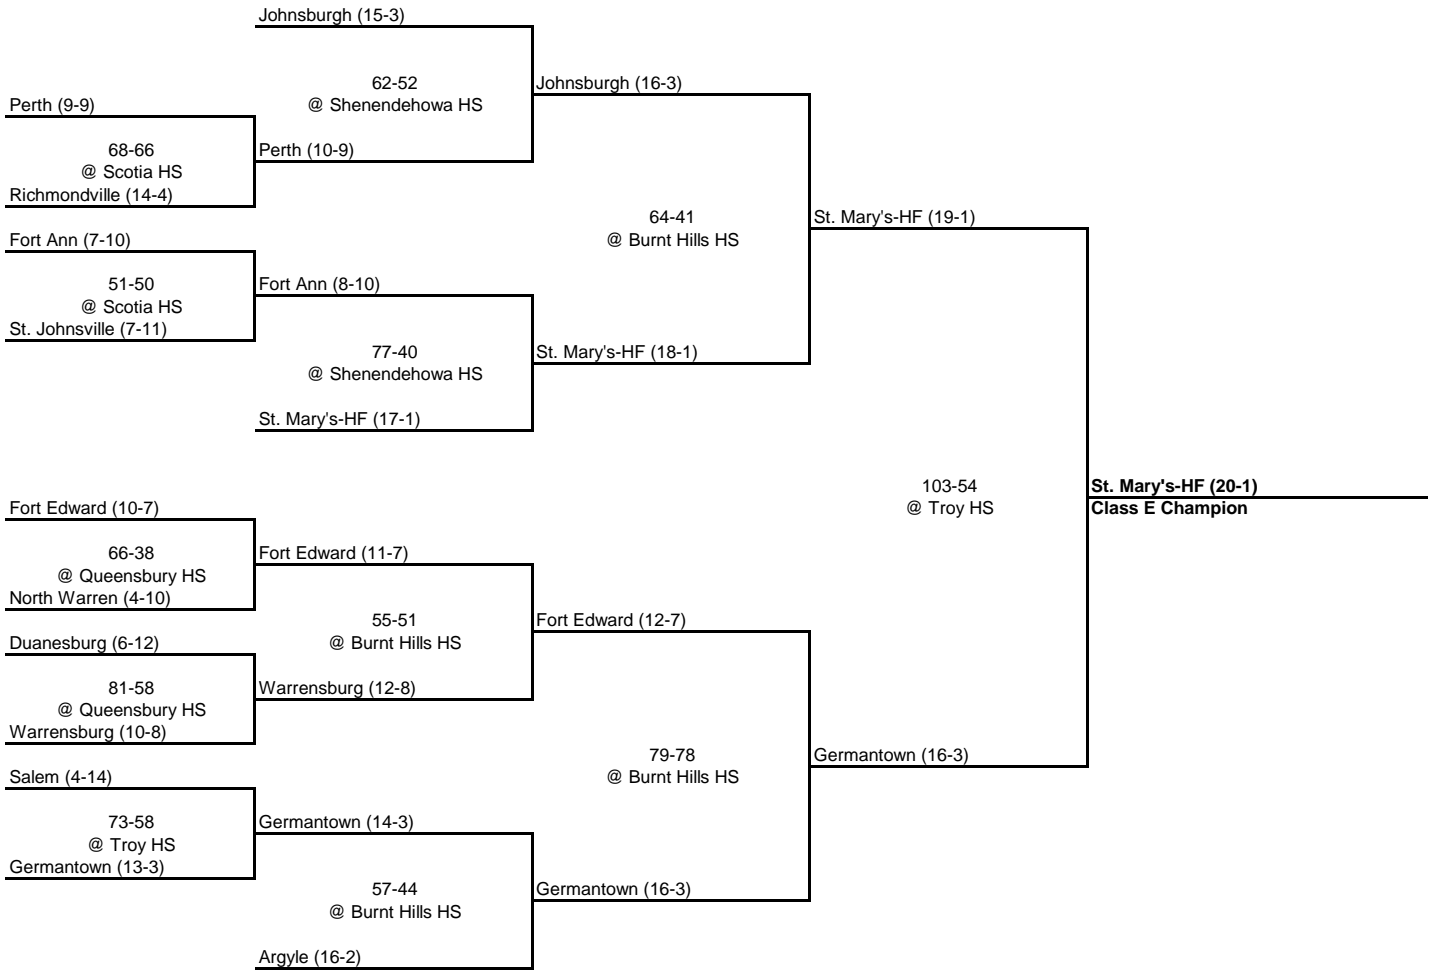 Johnsburgh (15-3)
62-52
@ Shenendehowa HS
Johnsburgh (16-3)
Perth (9-9)
68-66
@ Scotia HS
Perth (10-9)
Richmondville (14-4)
64-41
@ Burnt Hills HS
St. Mary's-HF (19-1)
Fort Ann (7-10)
51-50
@ Scotia HS
Fort Ann (8-10)
St. Johnsville (7-11)
77-40
@ Shenendehowa HS
St. Mary's-HF (18-1)
St. Mary's-HF (17-1)
103-54
@ Troy HS
St. Mary's-HF (20-1)
Class E Champion
Fort Edward (10-7)
66-38
@ Queensbury HS
Fort Edward (11-7)
North Warren (4-10)
55-51
@ Burnt Hills HS
Fort Edward (12-7)
Duanesburg (6-12)
81-58
@ Queensbury HS
Warrensburg (12-8)
Warrensburg (10-8)
79-78
@ Burnt Hills HS
Germantown (16-3)
Salem (4-14)
73-58
@ Troy HS
Germantown (14-3)
Germantown (13-3)
57-44
@ Burnt Hills HS
Germantown (16-3)
Argyle (16-2)